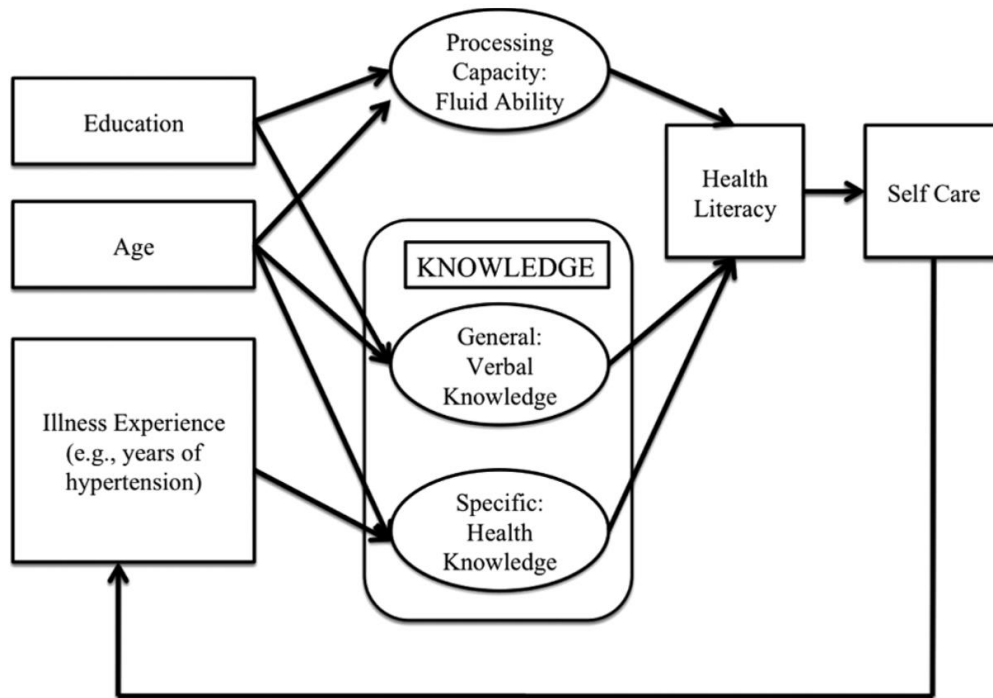 Education
Age
Illness Experience
(e.g., years of
hypertension)
Processing
Capacity:
Fluid Ability
KNOWLEDGE
General:
Verbal
Knowledge
Specific:
Health
Knowledge
Health
Literacy
Self Care